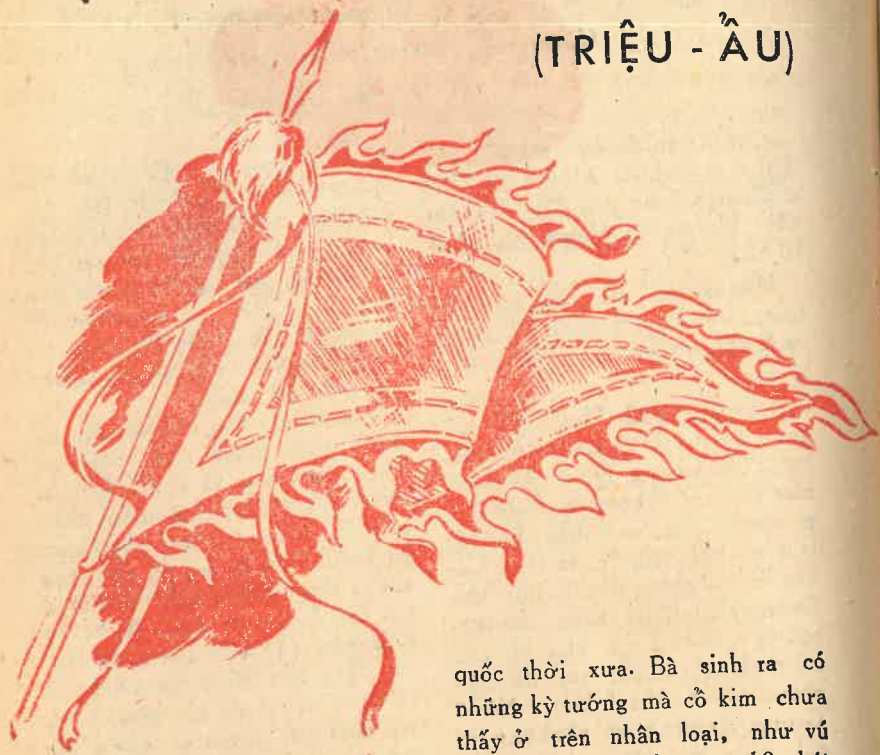 (TRIỆU - ẨU)
quốc thời xưa. Bà sinh ra có
những kỳ tướng mà cổ kim chưa
thấy ở trên nhân loại, như vú